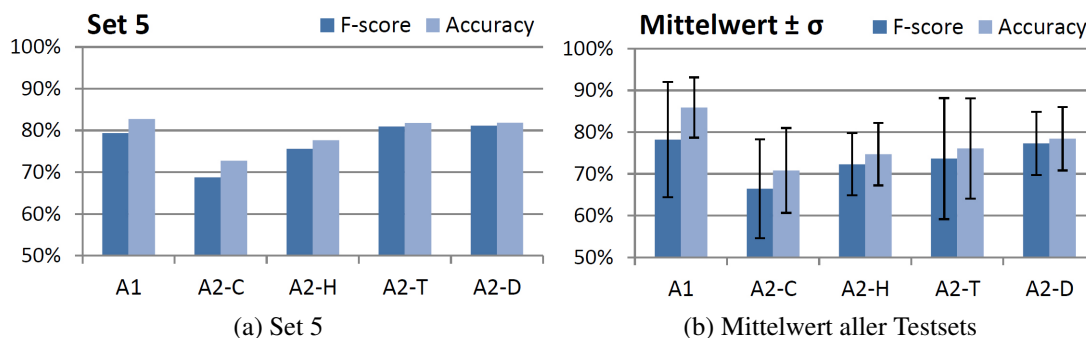 Set 5
F-score Accuracy
100%
90%
80%
70%
60%
50%
A1 A2-C A2-H A2-T A2-D
(a) Set 5
Mittelwert ± σ
F-score Accuracy
100%
90%
80%
70%
60%
50%
A1 A2-C A2-H A2-T A2-D
(b) Mittelwert aller Testsets